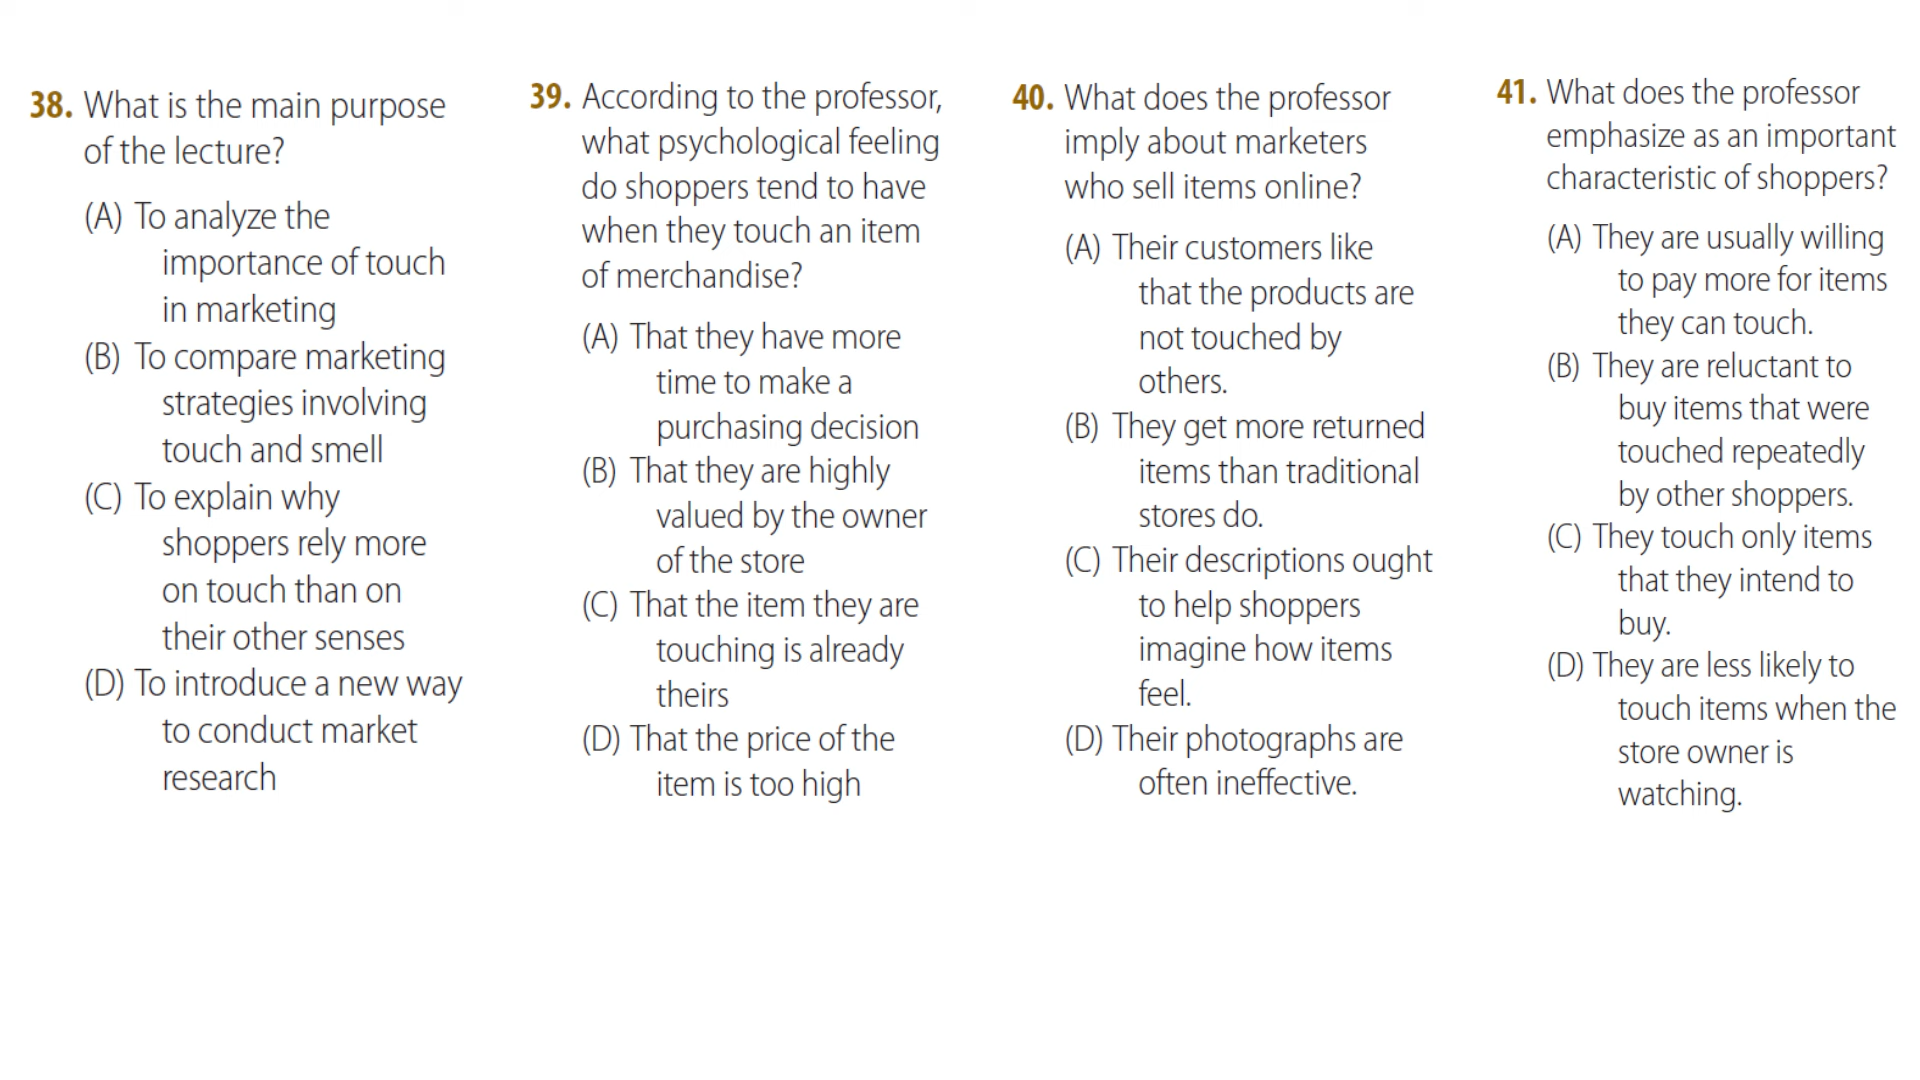 38. What is the main purpose
of the lecture?
(A) To analyze the
importance of touch
in marketing
(B) To compare marketing
strategies involving
touch and smell
(C) To explain why
shoppers rely more
on touch than on
their other senses
(D) To introduce a new way
to conduct market
research
39. According to the professor,
what psychological feeling
do shoppers tend to have
when they touch an item
of merchandise?
(A) That they have more
time to make a
purchasing decision
(B) That they are highly
valued by the owner
of the store
(C) That the item they are
touching is already
theirs
(D) That the price of the
item is too high
40. What does the professor
imply about marketers
who sell items online?
(A) Their customers like
that the products are
not touched by
others.
(B) They get more returned
items than traditional
stores do.
(C) Their descriptions ought
to help shoppers
imagine how items
feel.
(D) Their photographs are
often ineffective.
41. What does the professor
emphasize as an important
characteristic of shoppers?
(A) They are usually willing
to pay more for items
they can touch.
(B) They are reluctant to
buy items that were
touched repeatedly
by other shoppers.
(C) They touch only items
that they intend to
buy.
(D) They are less likely to
touch items when the
store owner is
watching.